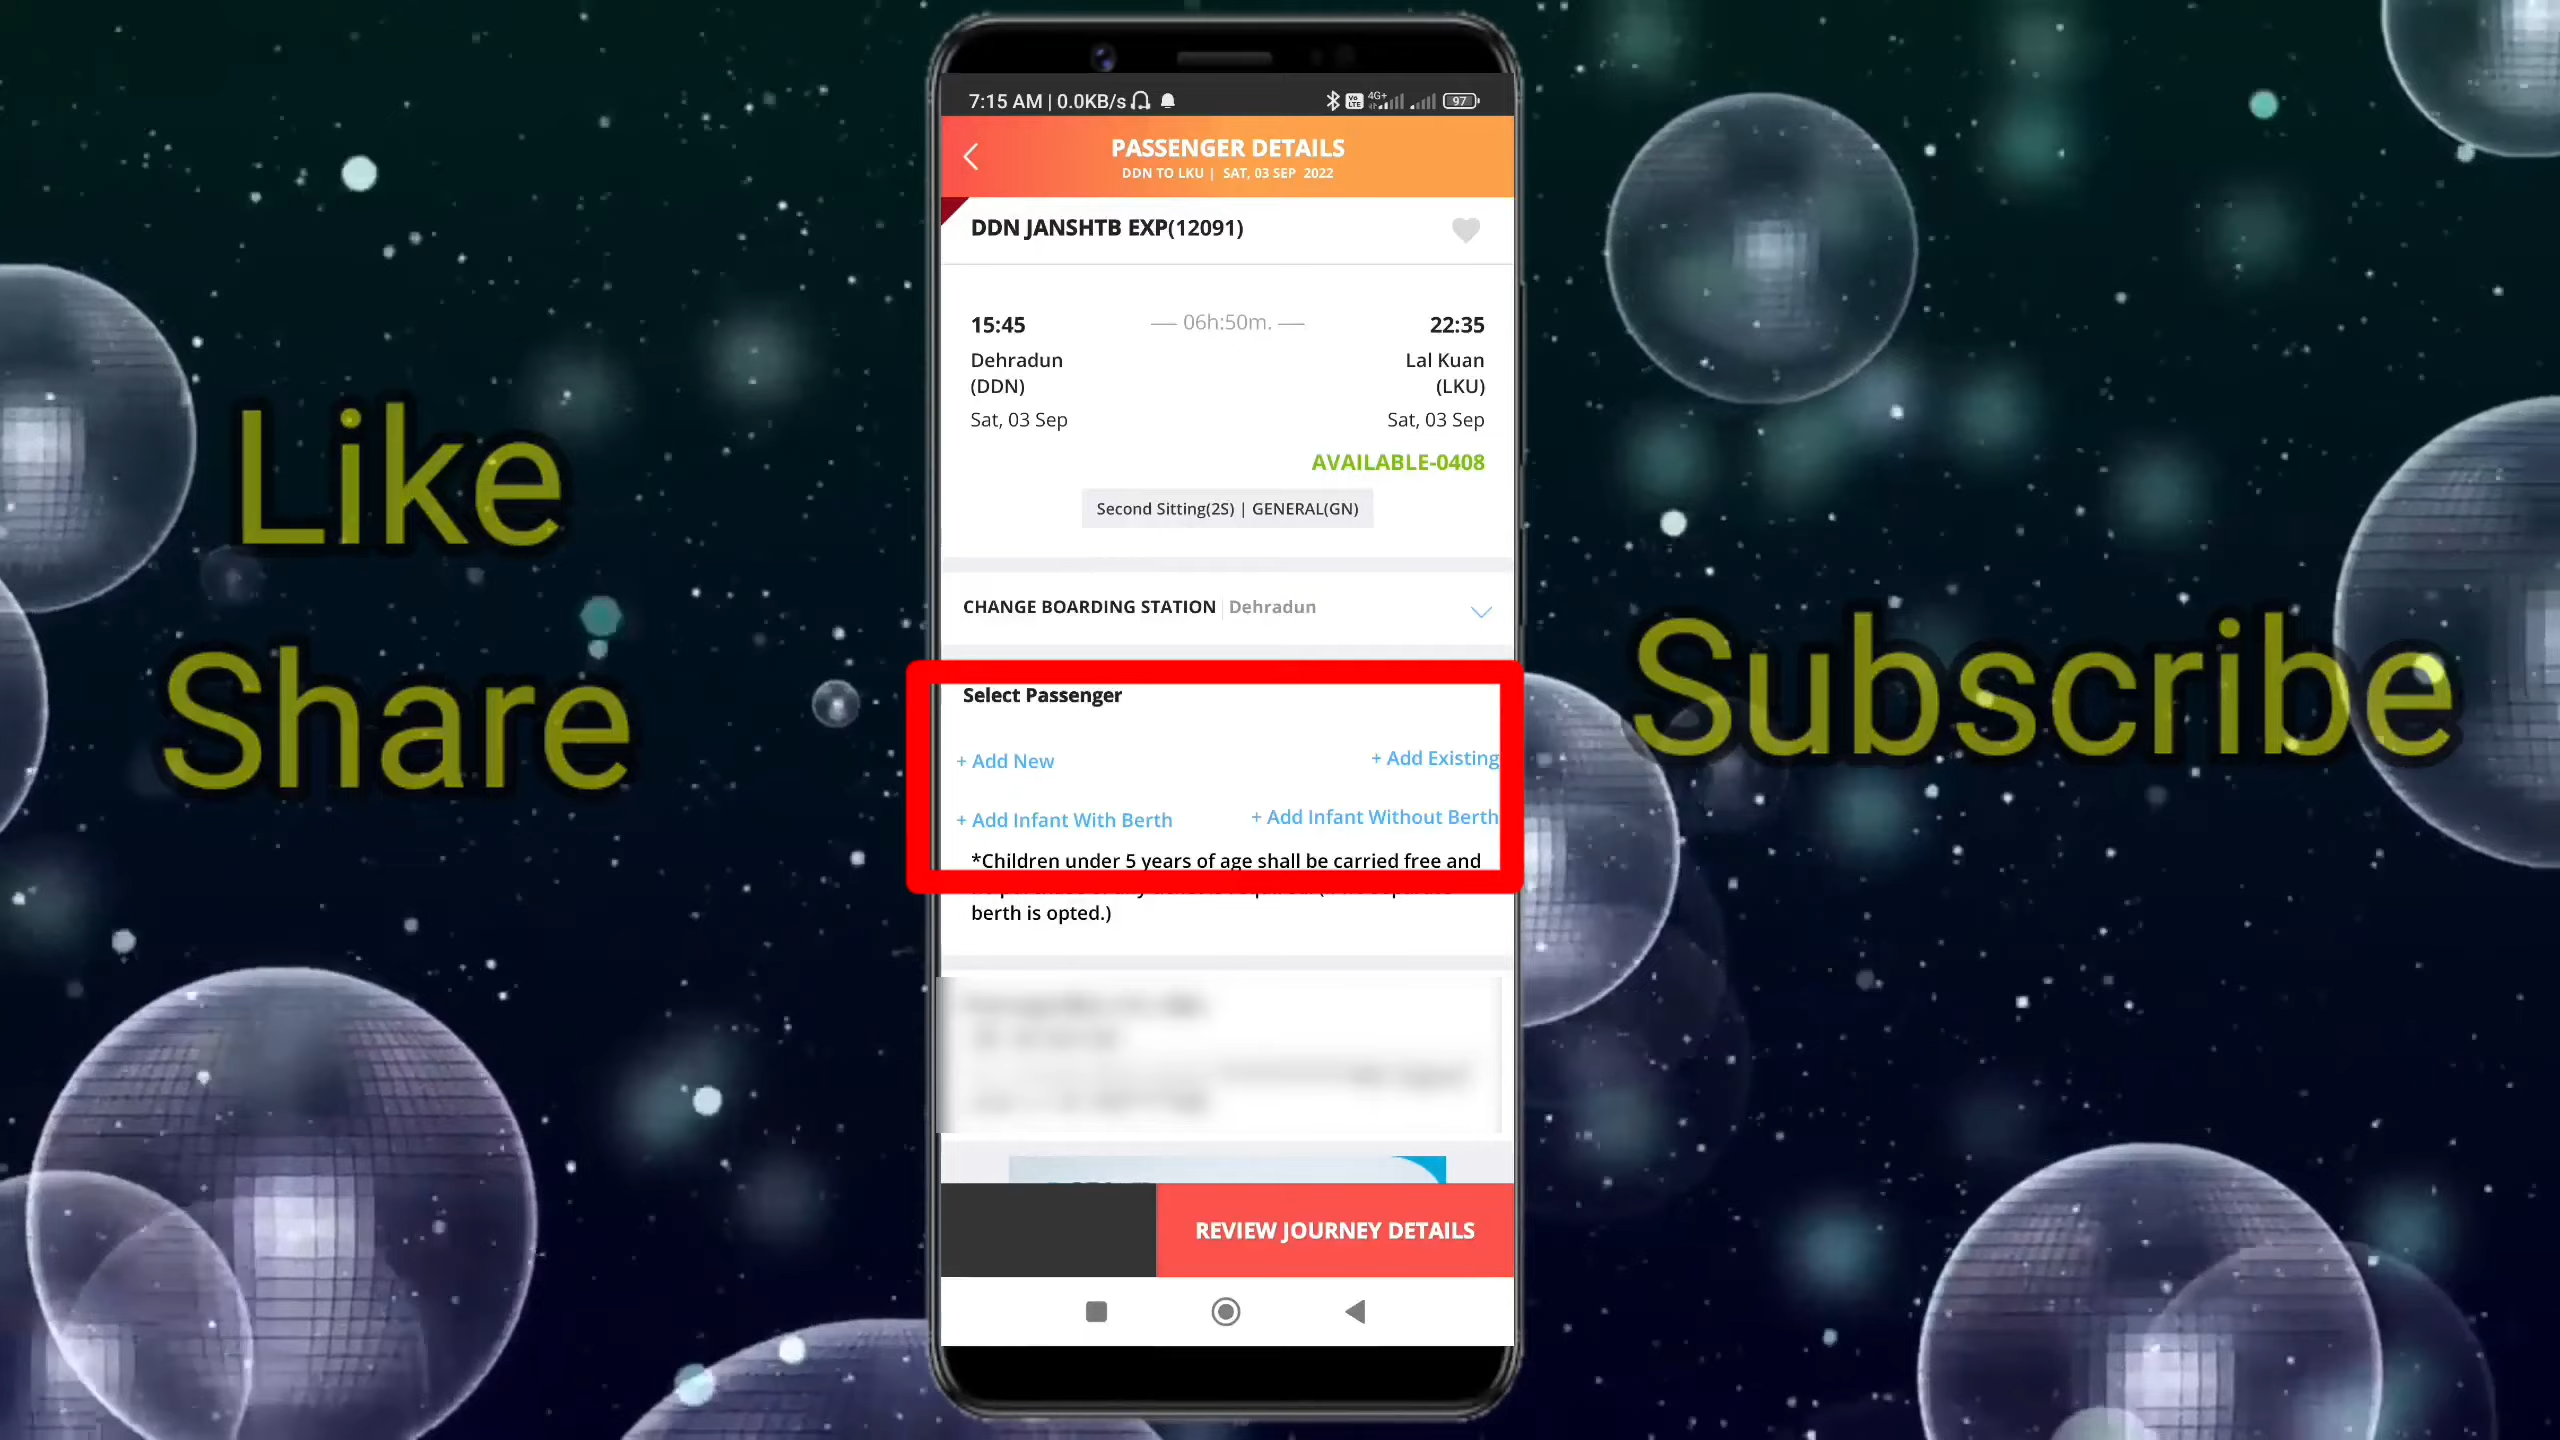 7:15 AM | 0.0KB/s
4G+
97
PASSENGER DETAILS
DDN TO LKU | SAT, 03 SEP 2022
DDN JANSHTB EXP(12091)
15:45
06h:50m.
22:35
Dehradun
(DDN)
Lal Kuan
(LKU)
Sat, 03 Sep
Sat, 03 Sep
AVAILABLE-0408
Second Sitting(2S) | GENERAL(GN)
CHANGE BOARDING STATION | Dehradun
Select Passenger
+ Add New
+ Add Existing
+ Add Infant With Berth
+ Add Infant Without Berth
*Children under 5 years of age shall be carried free and
berth is opted.)
REVIEW JOURNEY DETAILS
Like
Share
Subscribe